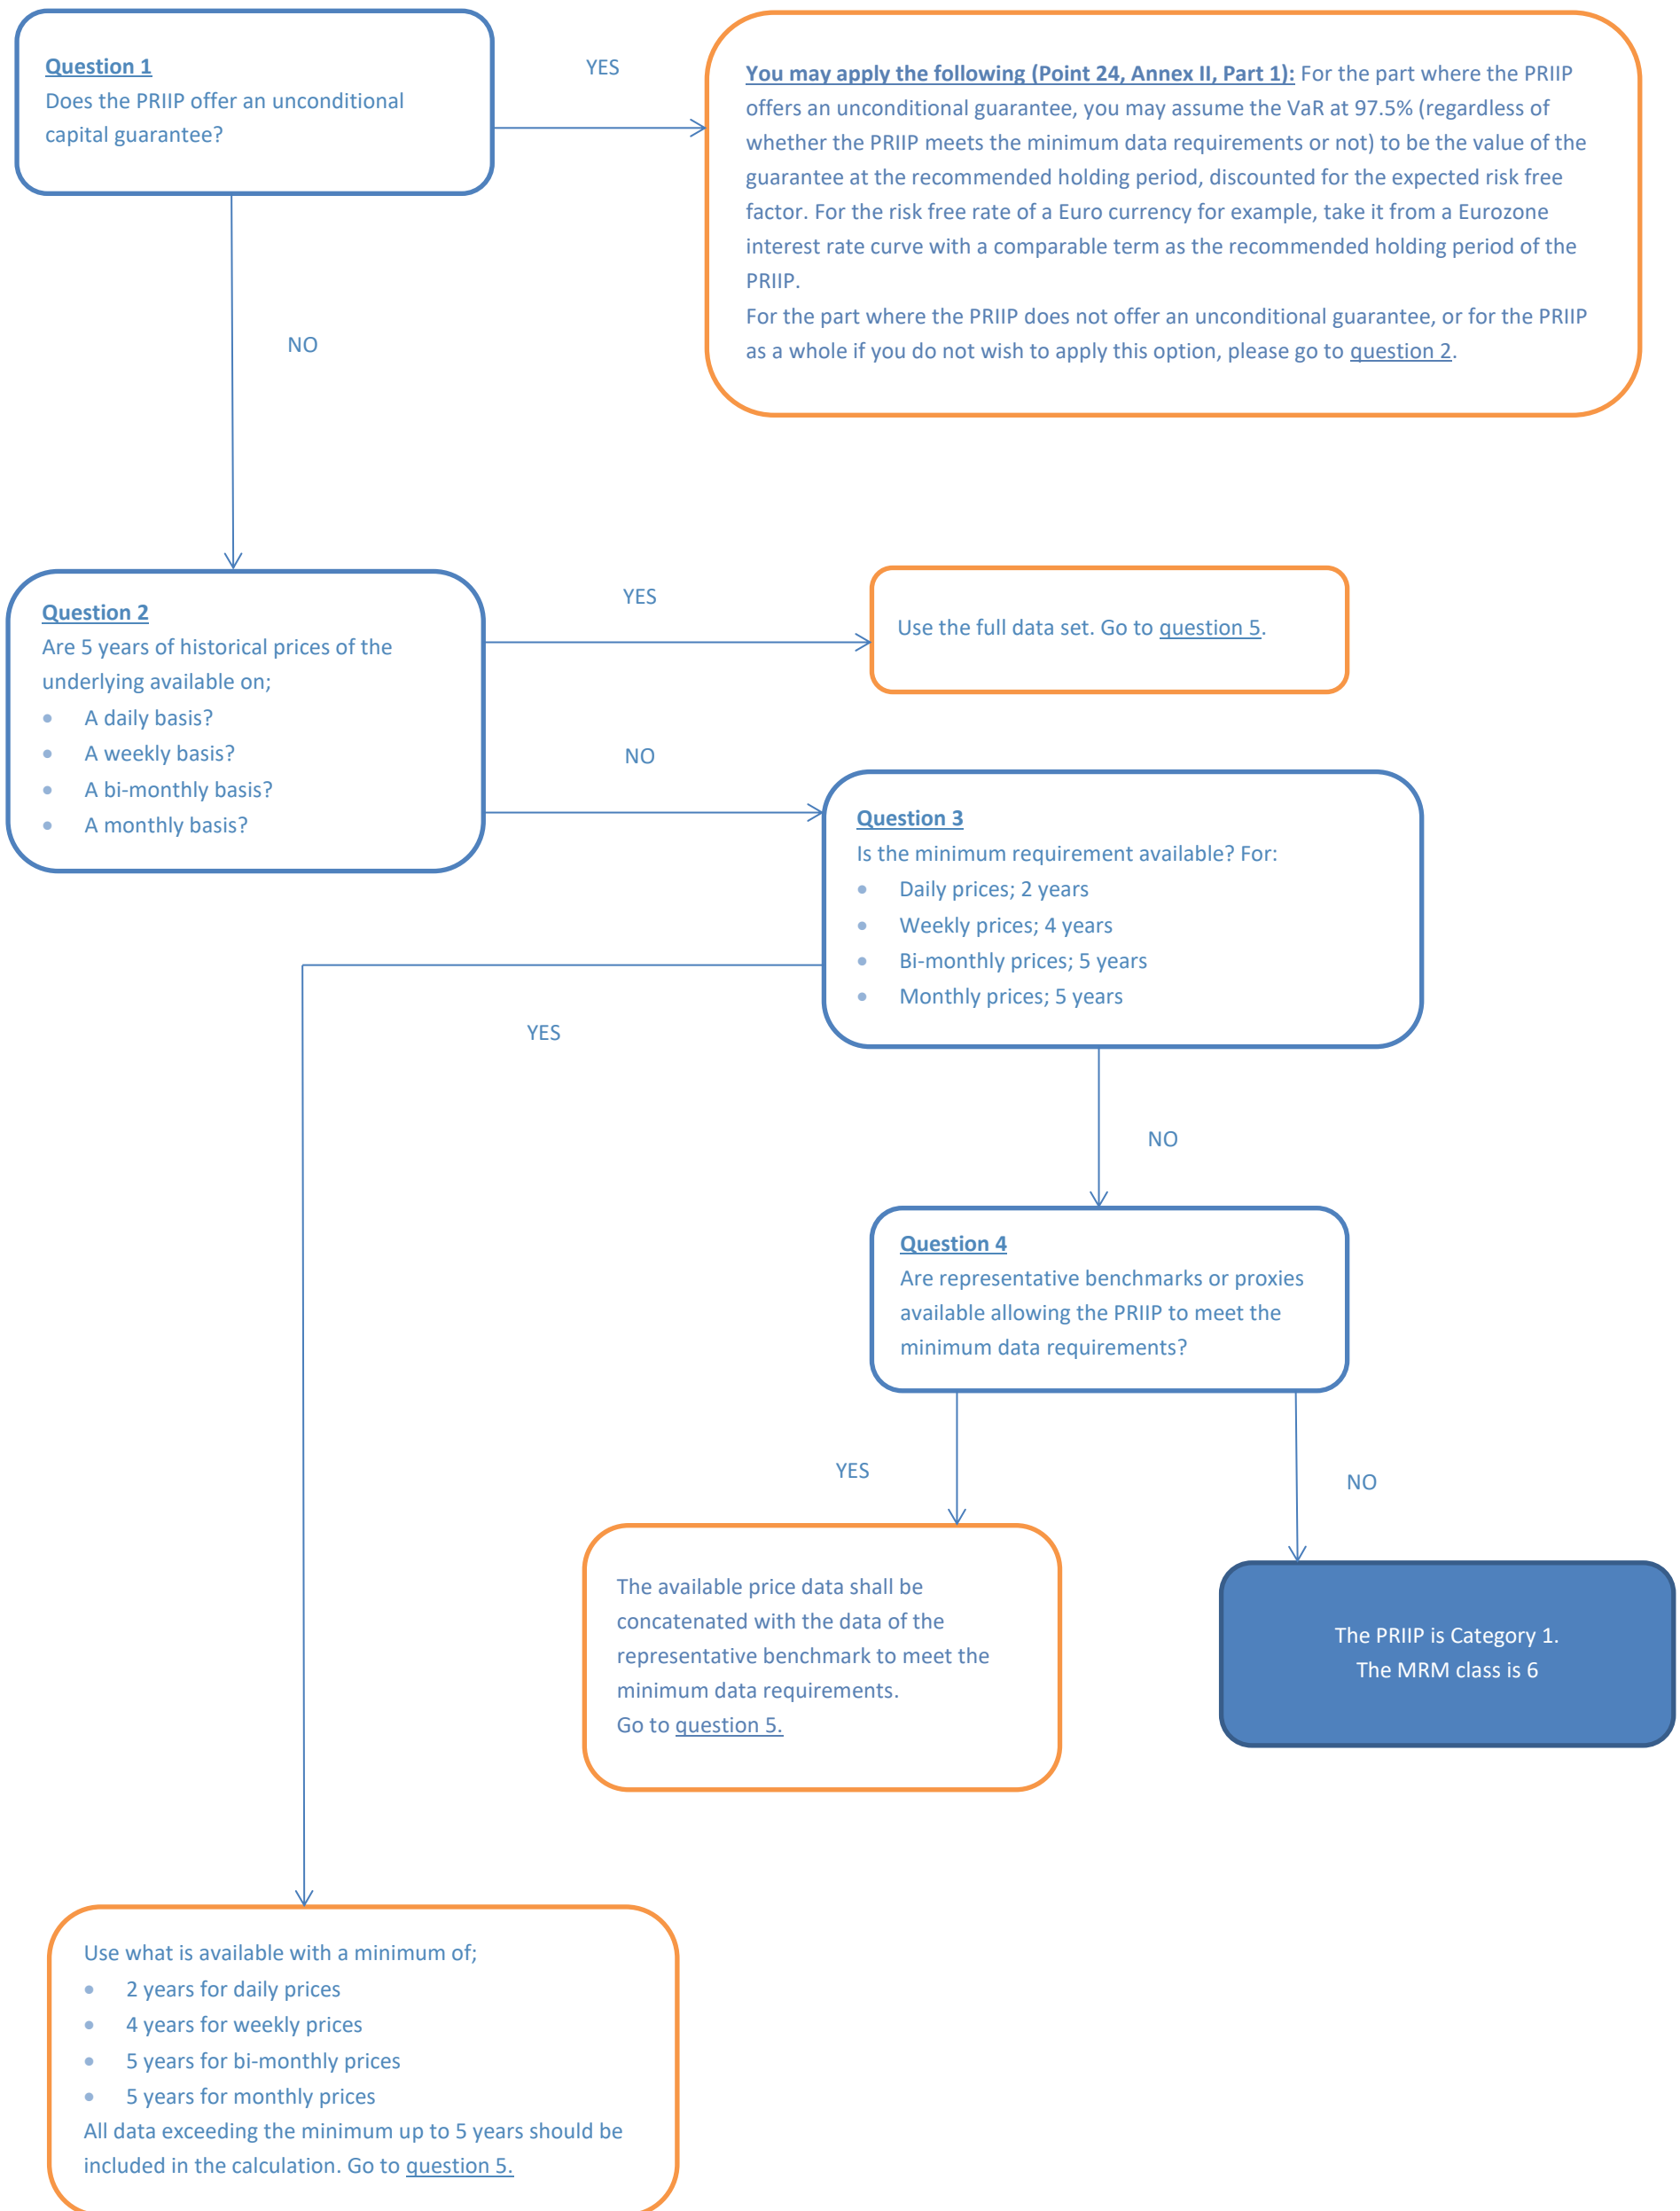 Question 1
Does the PRIIP offer an unconditional
capital guarantee?
YES
You may apply the following (Point 24, Annex II, Part 1): For the part where the PRIIP
offers an unconditional guarantee, you may assume the VaR at 97.5% (regardless of
whether the PRIIP meets the minimum data requirements or not) to be the value of the
guarantee at the recommended holding period, discounted for the expected risk free
factor. For the risk free rate of a Euro currency for example, take it from a Eurozone
interest rate curve with a comparable term as the recommended holding period of the
PRIIP.
For the part where the PRIIP does not offer an unconditional guarantee, or for the PRIIP
as a whole if you do not wish to apply this option, please go to question 2.
NO
Question 2
Are 5 years of historical prices of the
underlying available on;
• A daily basis?
• A weekly basis?
• A bi-monthly basis?
• A monthly basis?
YES
Use the full data set. Go to question 5.
NO
Question 3
Is the minimum requirement available? For:
• Daily prices; 2 years
• Weekly prices; 4 years
• Bi-monthly prices; 5 years
• Monthly prices; 5 years
YES
NO
Question 4
Are representative benchmarks or proxies
available allowing the PRIIP to meet the
minimum data requirements?
YES
NO
The available price data shall be
concatenated with the data of the
representative benchmark to meet the
minimum data requirements.
Go to question 5.
The PRIIP is Category 1.
The MRM class is 6
Use what is available with a minimum of;
• 2 years for daily prices
• 4 years for weekly prices
• 5 years for bi-monthly prices
• 5 years for monthly prices
All data exceeding the minimum up to 5 years should be
included in the calculation. Go to question 5.